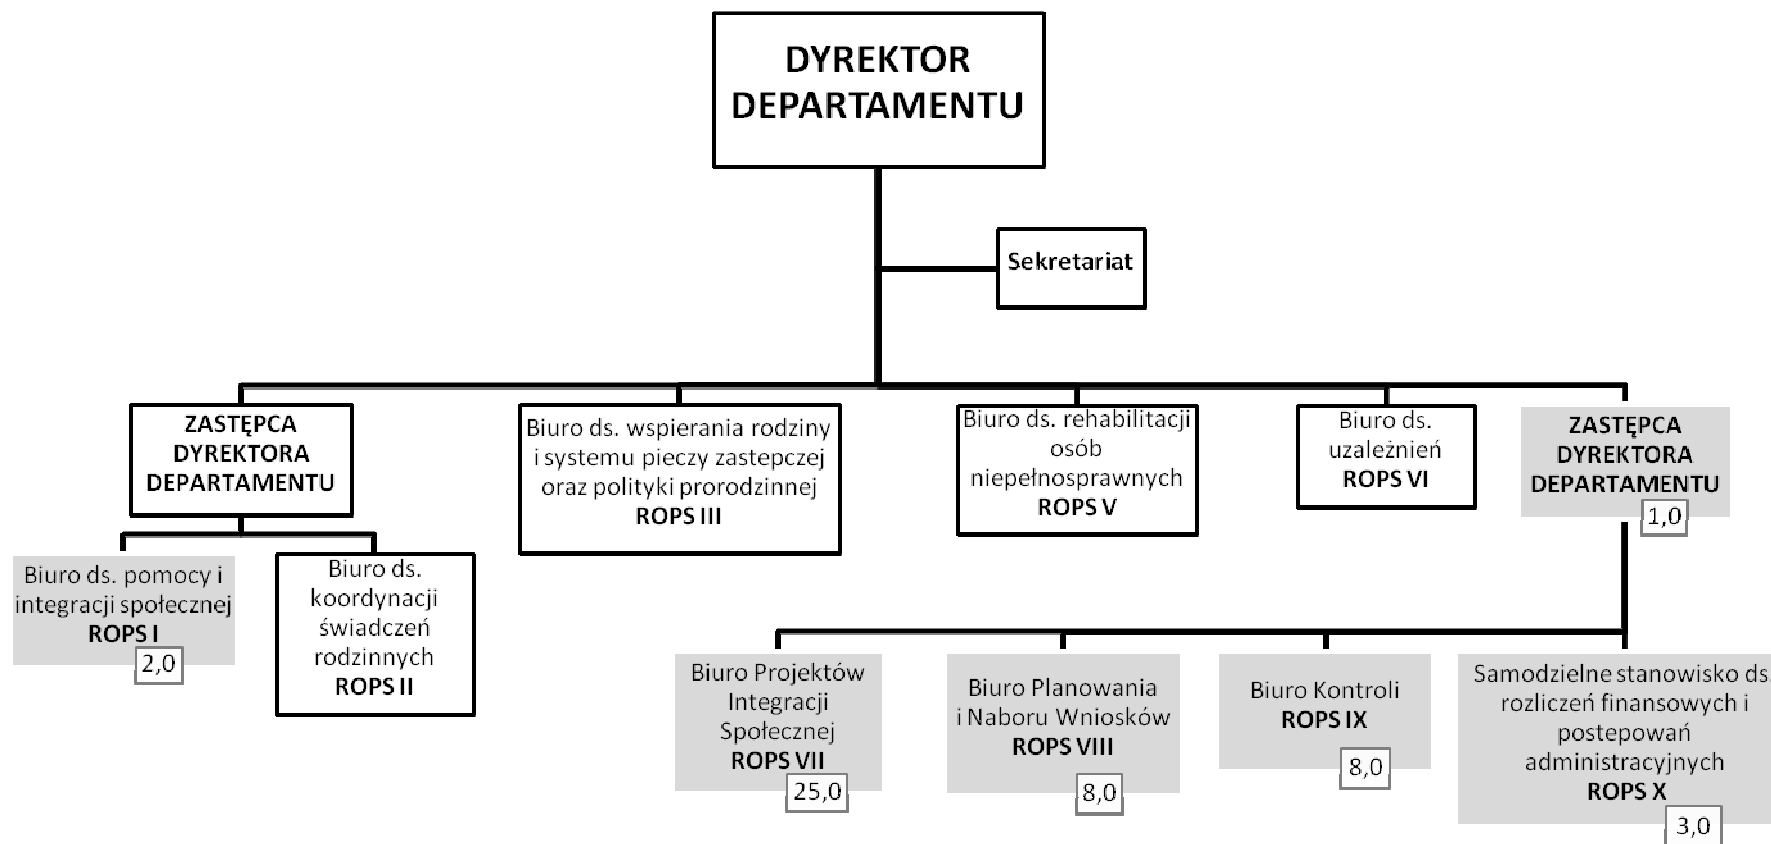 DYREKTOR
DEPARTAMENTU
Sekretariat
ZASTĘPCA
DYREKTORA
DEPARTAMENTU
Biuro ds. wspierania rodziny
i systemu pieczy zastepczej
oraz polityki prorodzinnej
ROPS III
Biuro ds. rehabilitacji
osób
niepełnosprawnych
ROPS V
Biuro ds.
uzależnień
ROPS VI
ZASTĘPCA
DYREKTORA
DEPARTAMENTU
1,0
Biuro ds. pomocy i
integracji społecznej
ROPS I
2,0
Biuro ds.
koordynacji
świadczeń
rodzinnych
ROPS II
Biuro Projektów
Integracji
Społecznej
ROPS VII
25,0
Biuro Planowania
i Naboru Wniosków
ROPS VIII
8,0
Biuro Kontroli
ROPS IX
8,0
Samodzielne stanowisko ds.
rozliczeń finansowych i
postepowań
administracyjnych
ROPS X
3,0